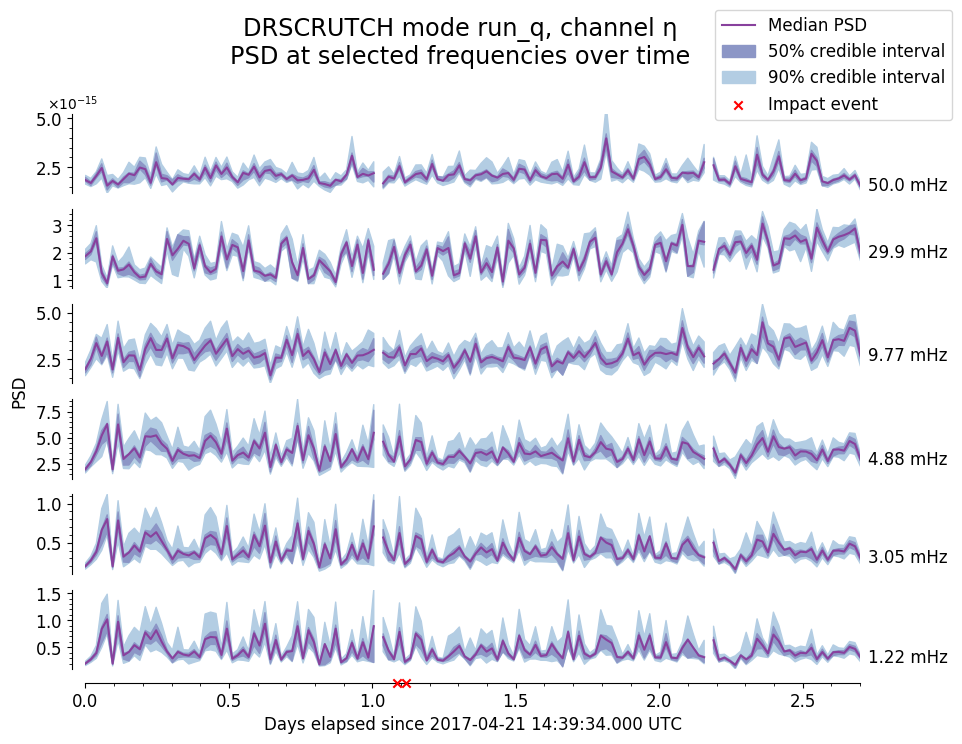 DRSCRUTCH mode run_q, channel η
PSD at selected frequencies over time
Median PSD
50% credible interval
90% credible interval
Impact event
×10⁻¹⁵
5.0
2.5
50.0 mHz
3
2
1
29.9 mHz
5.0
2.5
9.77 mHz
PSD
7.5
5.0
2.5
4.88 mHz
1.0
0.5
3.05 mHz
1.5
1.0
0.5
1.22 mHz
0.0 0.5 1.0 1.5 2.0 2.5
Days elapsed since 2017-04-21 14:39:34.000 UTC